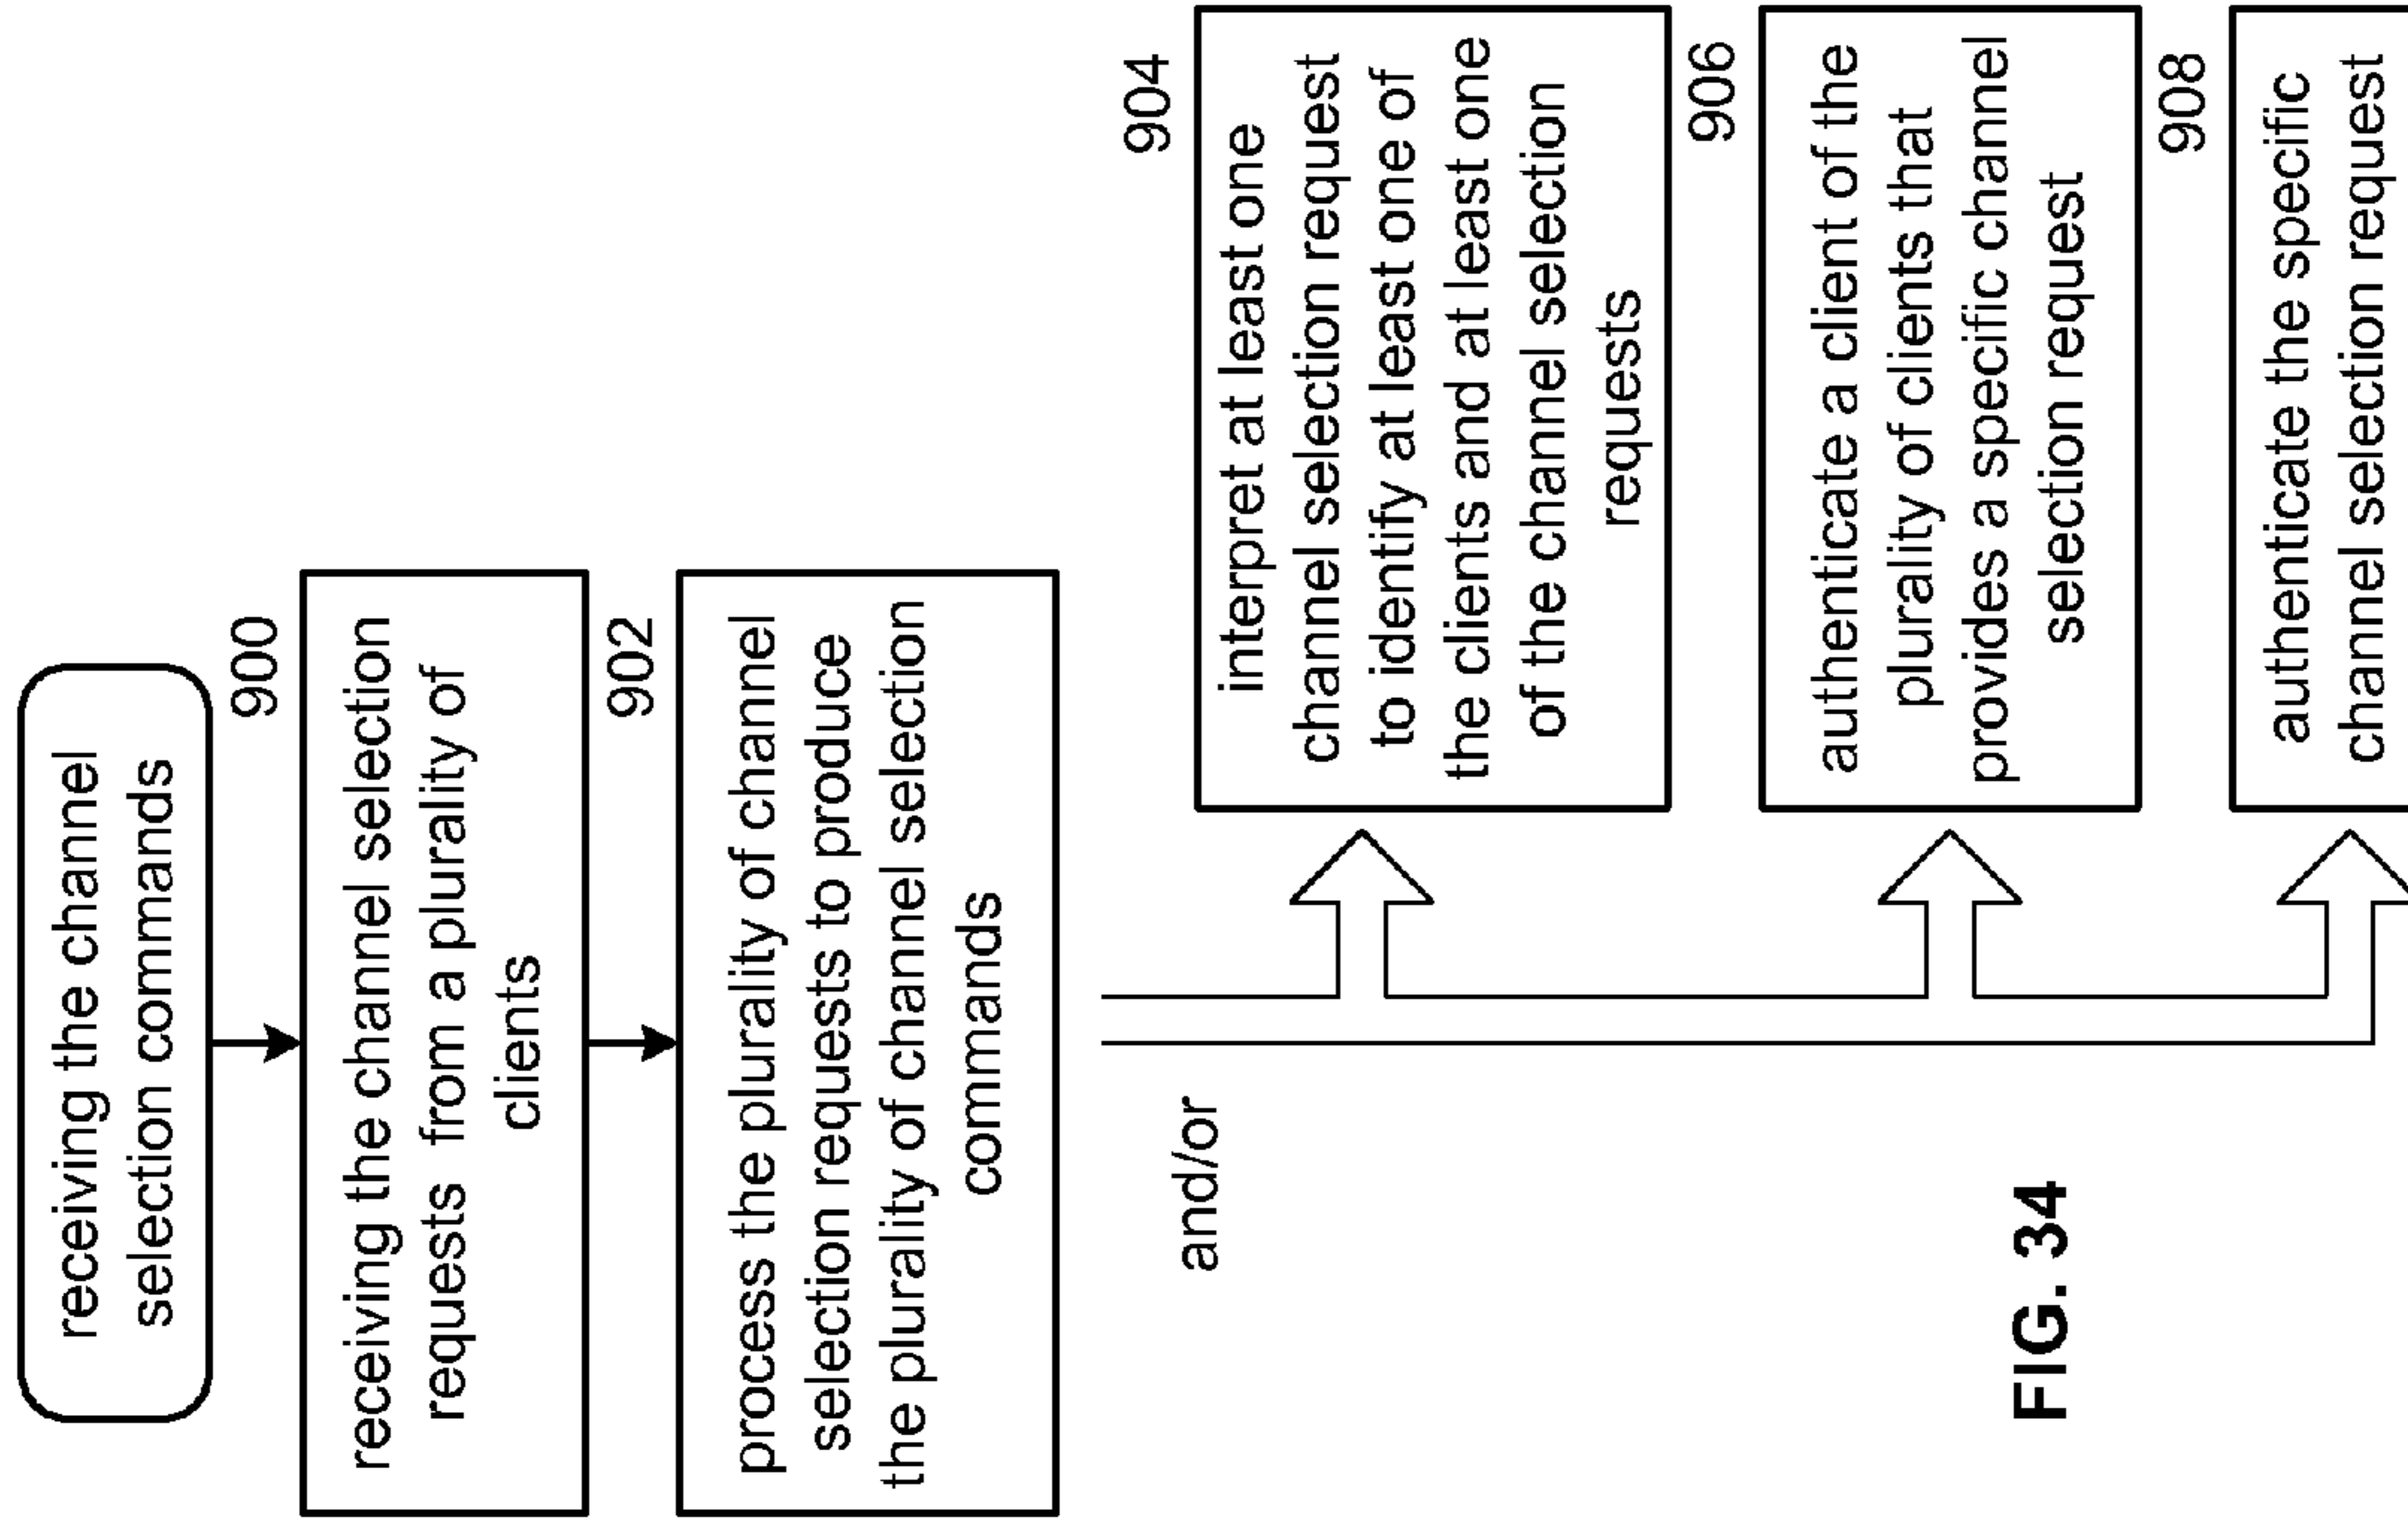 receiving the channel
selection commands
900
receiving the channel selection
requests from a plurality of
clients
902
process the plurality of channel
selection requests to produce
the plurality of channel selection
commands
and/or
904
interpret at least one
channel selection request
to identify at least one of
the clients and at least one
of the channel selection
requests
906
authenticate a client of the
plurality of clients that
provides a specific channel
selection request
908
authenticate the specific
channel selection request
FIG. 34